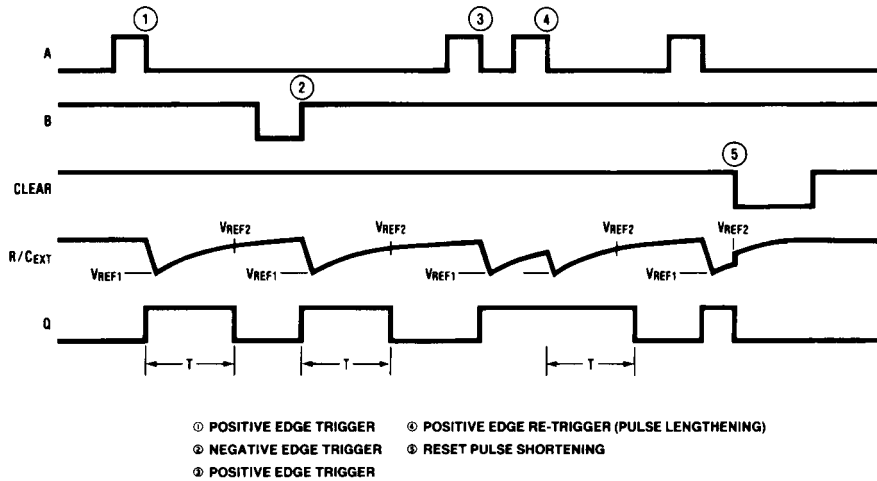 ① ③ ④
A
②
B
⑤
CLEAR
VREF2 VREF2 VREF2 VREF2
R/CEXT
VREF1 VREF1 VREF1 VREF1
Q
T T T
① POSITIVE EDGE TRIGGER ④ POSITIVE EDGE RE-TRIGGER (PULSE LENGTHENING)
② NEGATIVE EDGE TRIGGER ⑤ RESET PULSE SHORTENING
③ POSITIVE EDGE TRIGGER